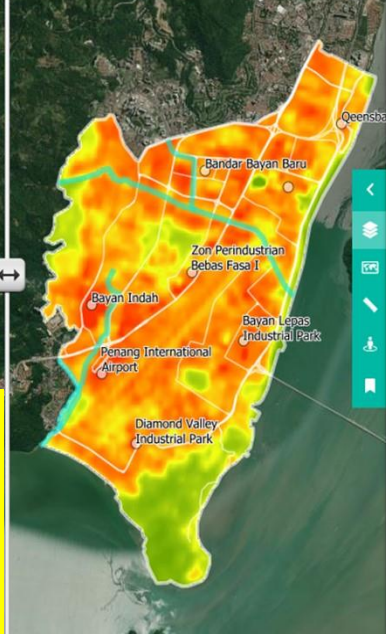 Qeensba
Bandar Bayan Baru
Zon Perindustrian
Bebas Fasa I
Bayan Indah
Bayan Lepas
Industrial Park
Penang International
Airport
Diamond Valley
Industrial Park